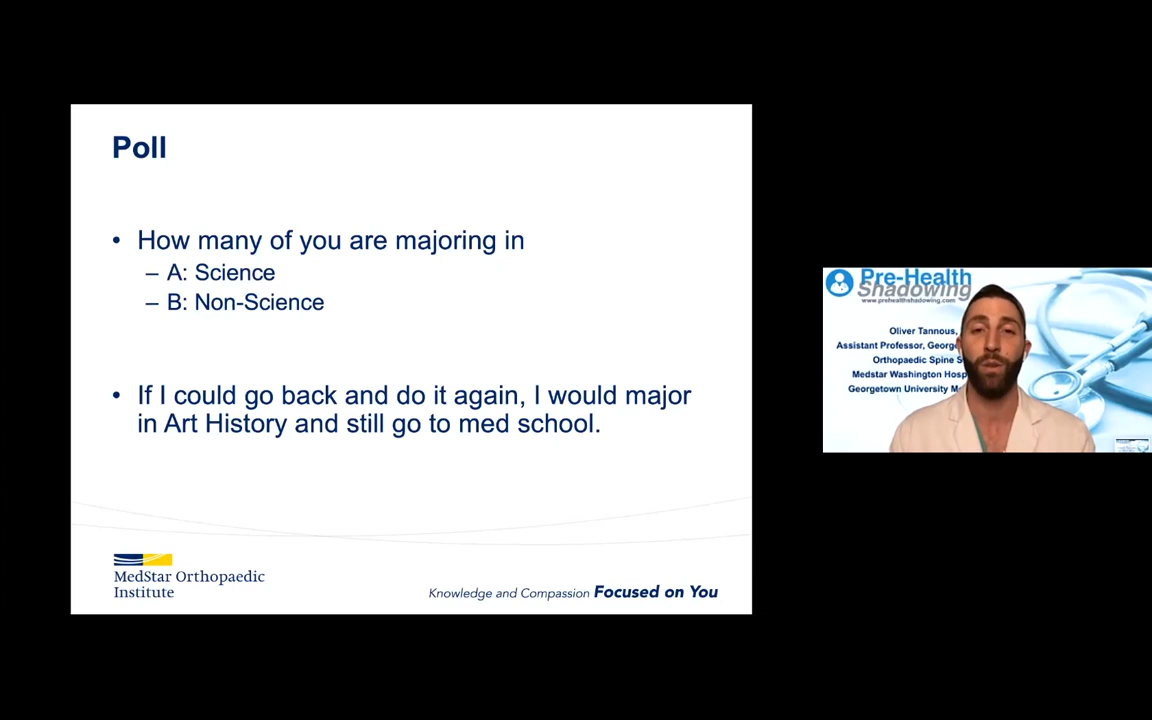 Poll
• How many of you are majoring in
– A: Science
– B: Non-Science
• If I could go back and do it again, I would major
in Art History and still go to med school.
MedStar Orthopaedic
Institute
Knowledge and Compassion Focused on You
Pre-Health
Shadowing
www.prehealthshadowing.com
Oliver Tannous,
Assistant Professor,
Orthopaedic Spine
Medstar Washington
Georgetown University